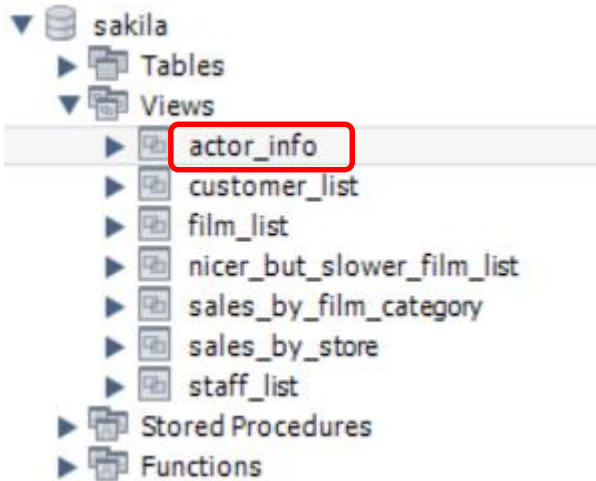 sakila
Tables
Views
actor_info
customer_list
film_list
nicer_but_slower_film_list
sales_by_film_category
sales_by_store
staff_list
Stored Procedures
Functions